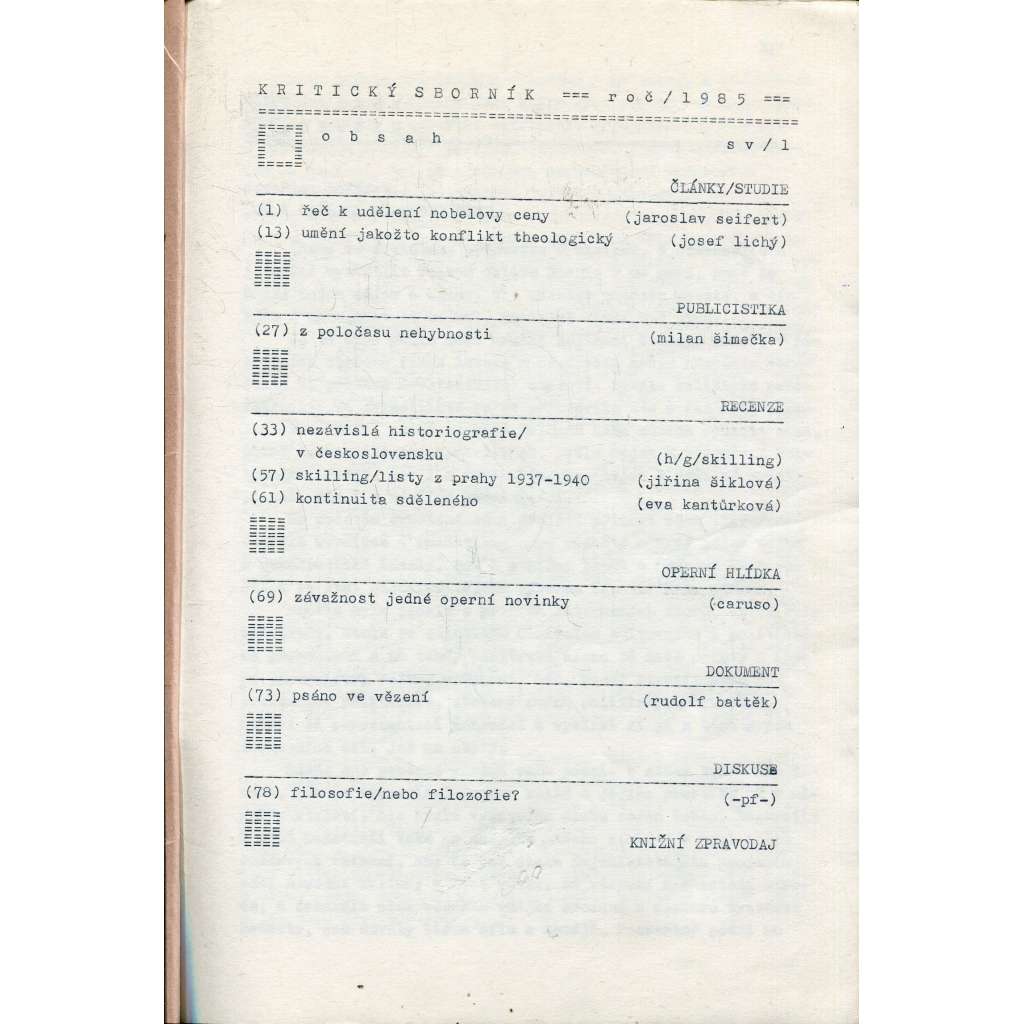 KRITICKÝ SBORNÍK === roč/1985 ===
==========================================================
obsah
sv/1
ČLÁNKY/STUDIE
(1) řeč k udělení nobelovy ceny (jaroslav seifert)
(13) umění jakožto konflikt theologický (josef lichý)
PUBLICISTIKA
(27) z poločasu nehybnosti (milan šimečka)
RECENZE
(33) nezávislá historiografie/
v československu (h/g/skilling)
(57) skilling/listy z prahy 1937-1940 (jiřina šiklová)
(61) kontinuita sděleného (eva kantůrková)
OPERNÍ HLÍDKA
(69) závažnost jedné operní novinky (caruso)
DOKUMENT
(73) psáno ve vězení (rudolf battěk)
DISKUSE
(78) filosofie/nebo filozofie? (-pf-)
KNIŽNÍ ZPRAVODAJ